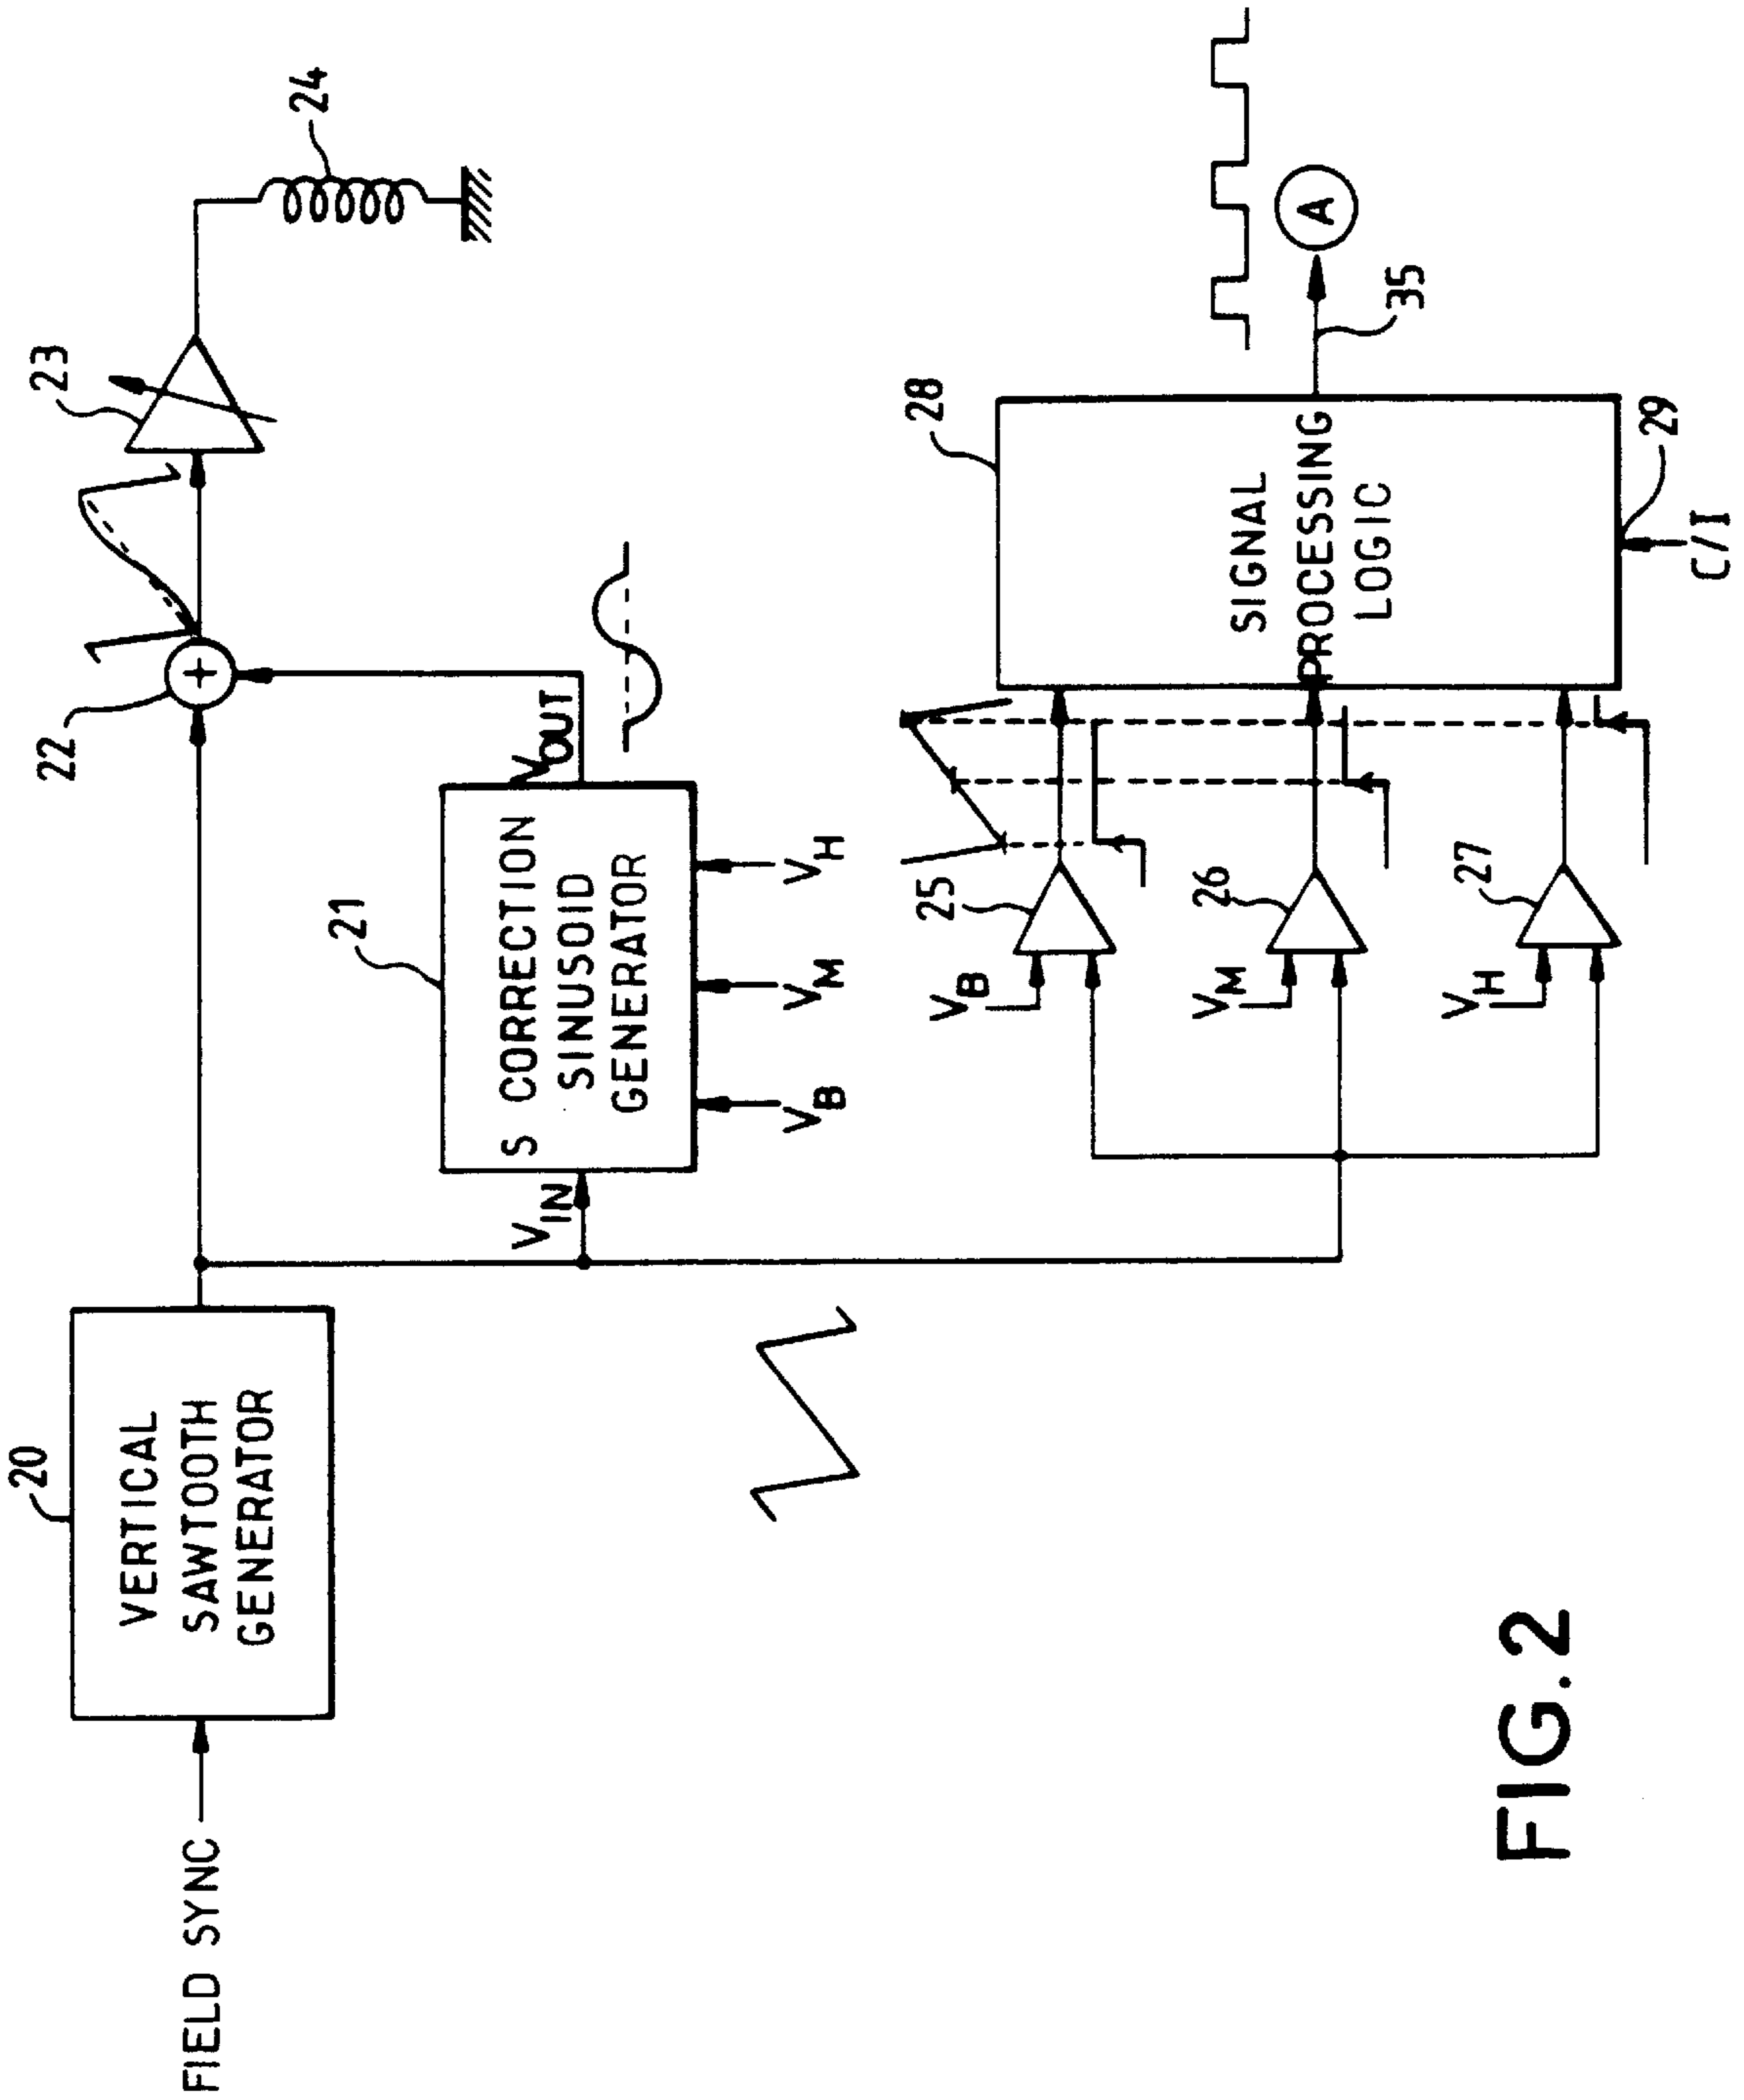 FIELD SYNC
20
VERTICAL
SAWTOOTH
GENERATOR
22
23
24
21
V_IN
S CORRECTION
SINUSOID
GENERATOR
V_OUT
V_B
V_M
V_H
V_B
25
V_M
26
V_H
27
28
SIGNAL
PROCESSING
LOGIC
C/I
29
35
A
FIG. 2